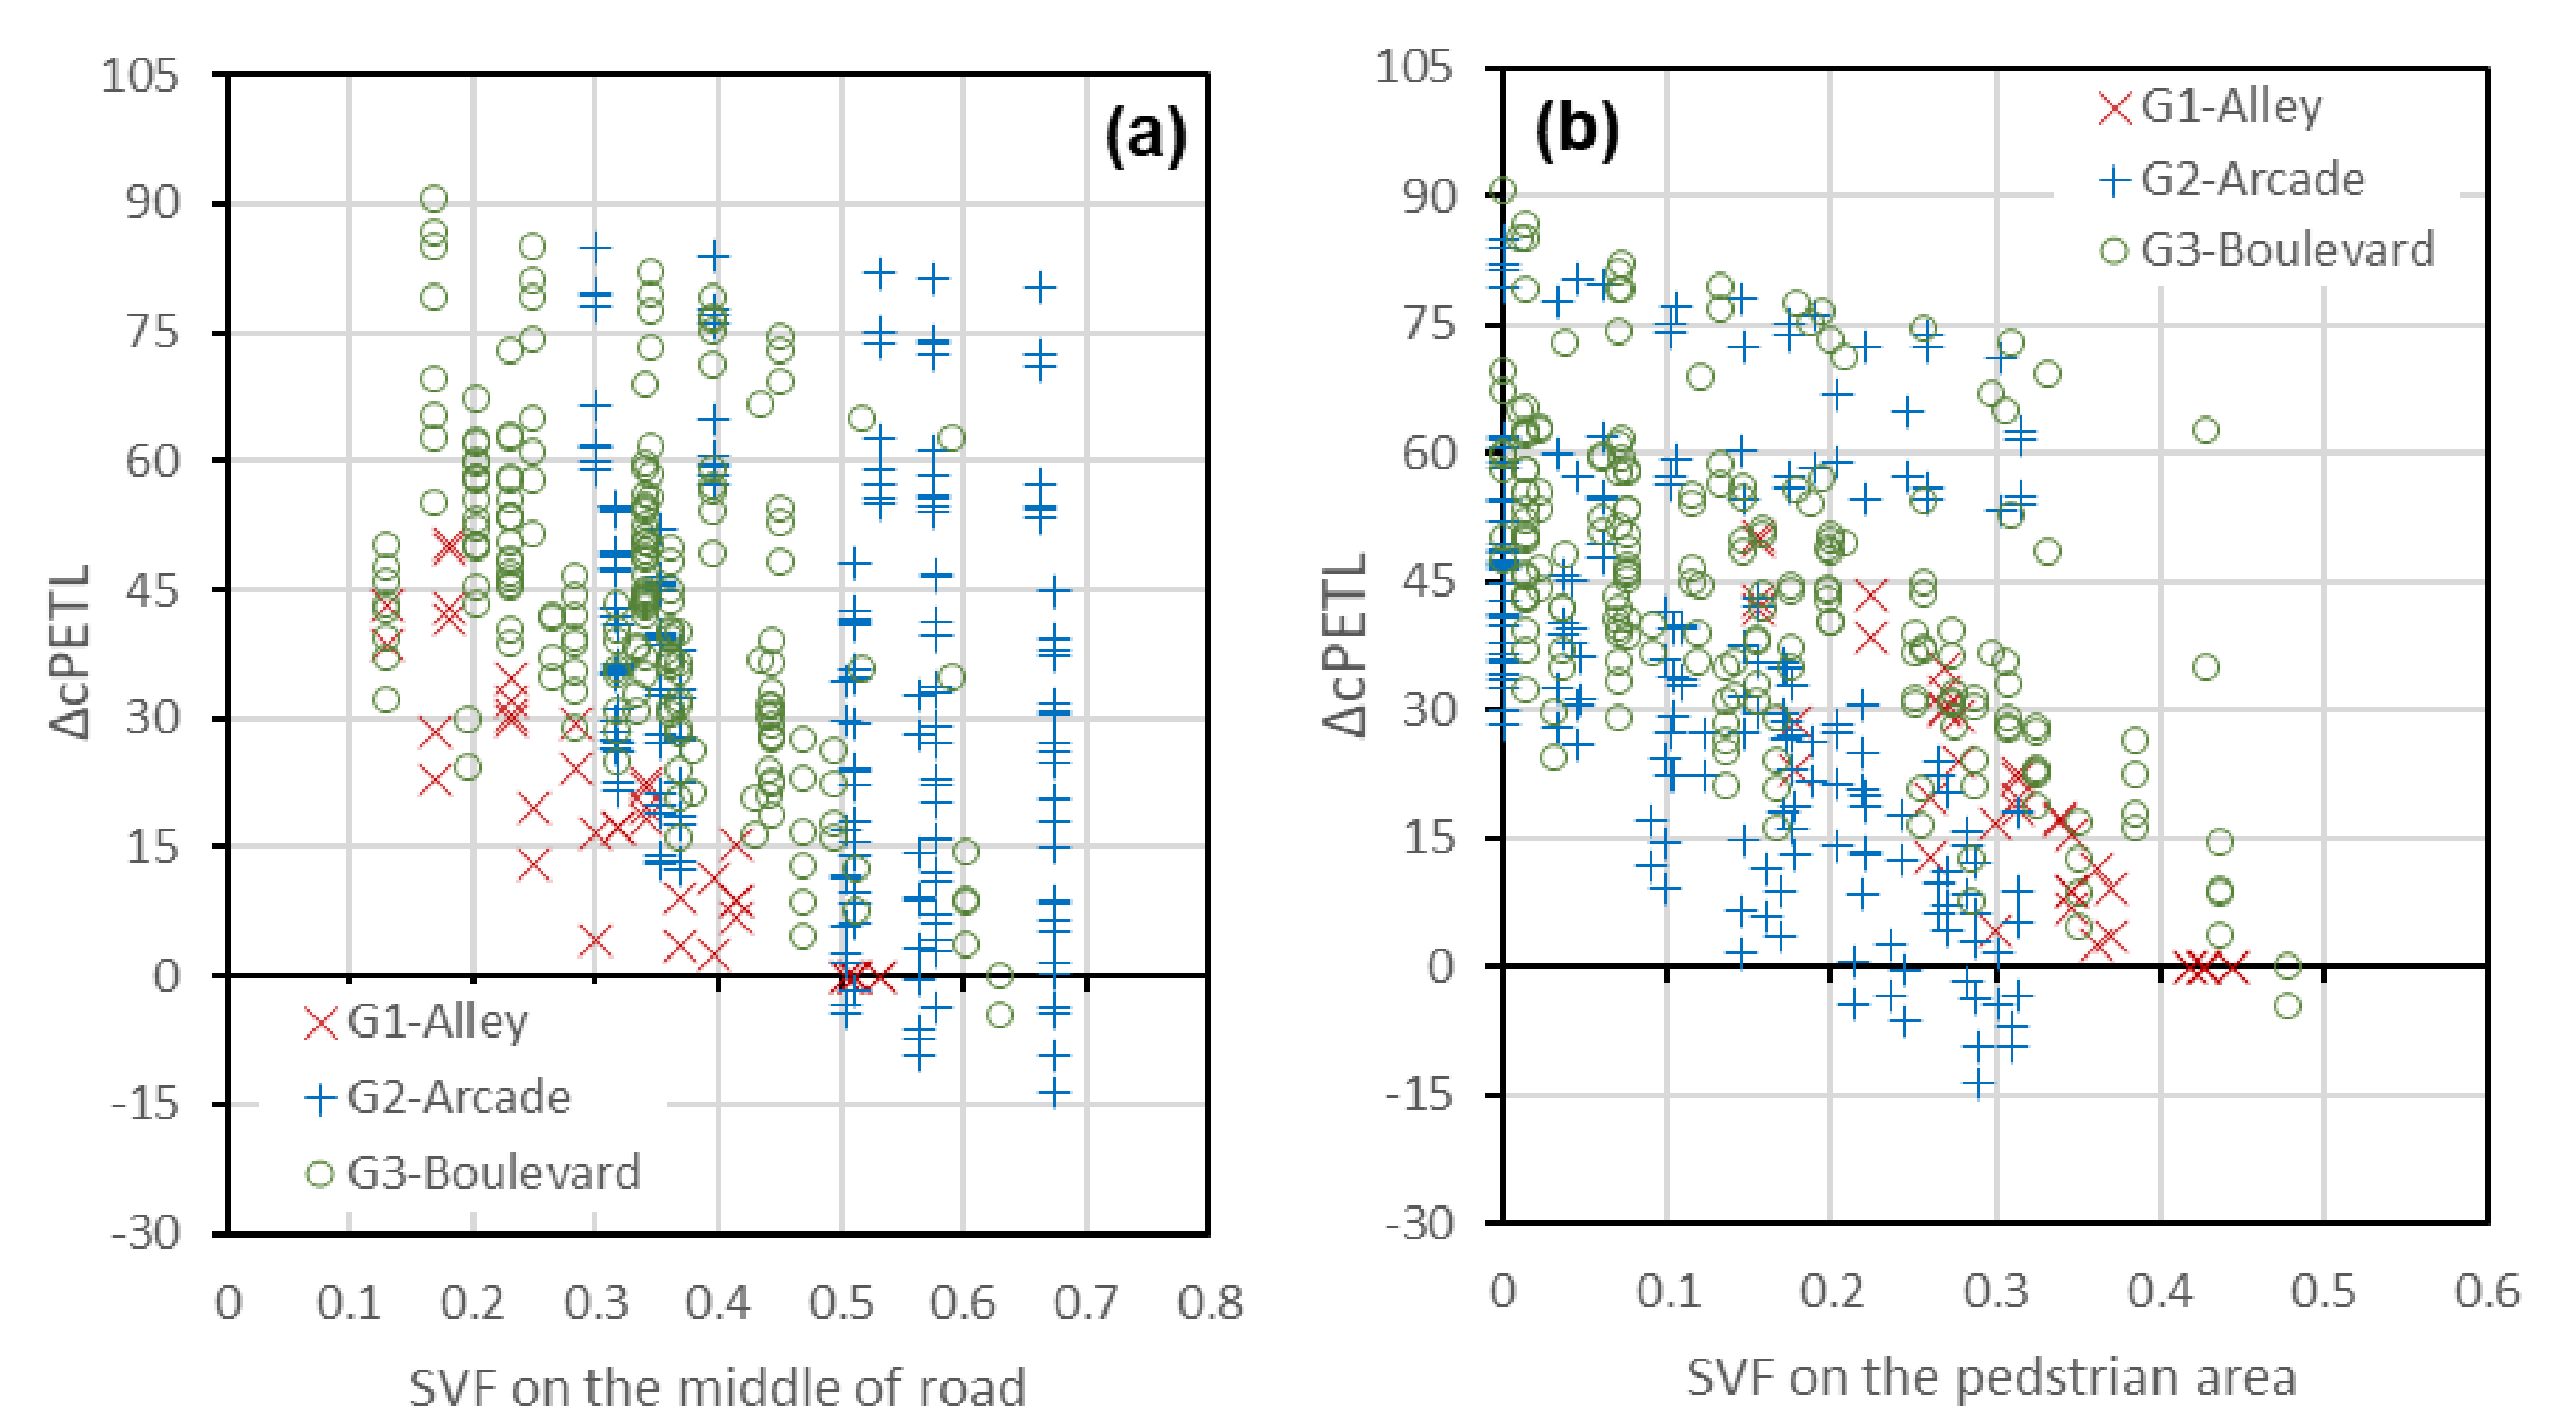 105
90
75
60
45
30
15
0
-15
-30
ΔcPETL
(a)
G1-Alley
G2-Arcade
G3-Boulevard
0 0.1 0.2 0.3 0.4 0.5 0.6 0.7 0.8
SVF on the middle of road
105
90
75
60
45
30
15
0
-15
-30
ΔcPETL
(b)
G1-Alley
G2-Arcade
G3-Boulevard
0 0.1 0.2 0.3 0.4 0.5 0.6
SVF on the pedstrian area